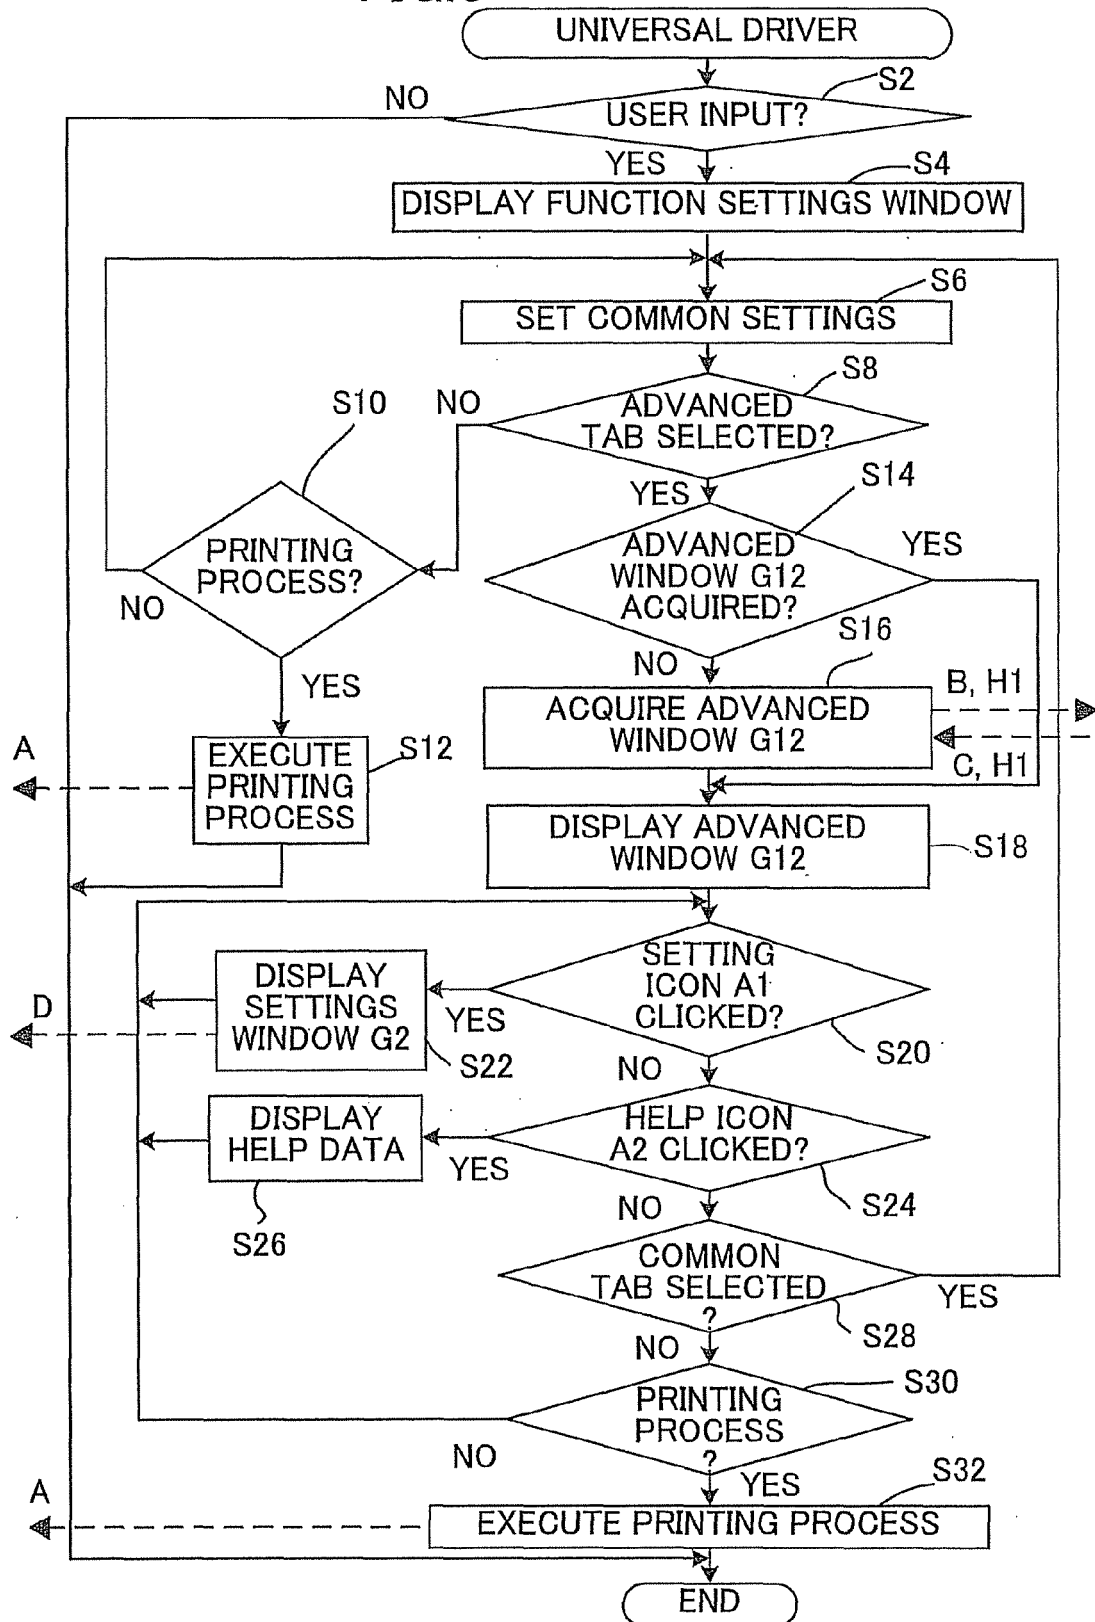 UNIVERSAL DRIVER
S2
NO
USER INPUT?
YES
S4
DISPLAY FUNCTION SETTINGS WINDOW
S6
SET COMMON SETTINGS
S8
S10
NO
ADVANCED
TAB SELECTED?
YES
S14
PRINTING
PROCESS?
NO
ADVANCED
WINDOW G12
ACQUIRED?
YES
YES
NO
S16
B, H1
ACQUIRE ADVANCED
WINDOW G12
C, H1
A
S12
EXECUTE
PRINTING
PROCESS
DISPLAY ADVANCED
WINDOW G12
S18
SETTING
ICON A1
CLICKED?
YES
S20
D
DISPLAY
SETTINGS
WINDOW G2
S22
NO
DISPLAY
HELP DATA
YES
HELP ICON
A2 CLICKED?
S24
S26
NO
COMMON
TAB SELECTED
?
YES
S28
NO
S30
PRINTING
PROCESS
?
NO
YES
S32
A
EXECUTE PRINTING PROCESS
END